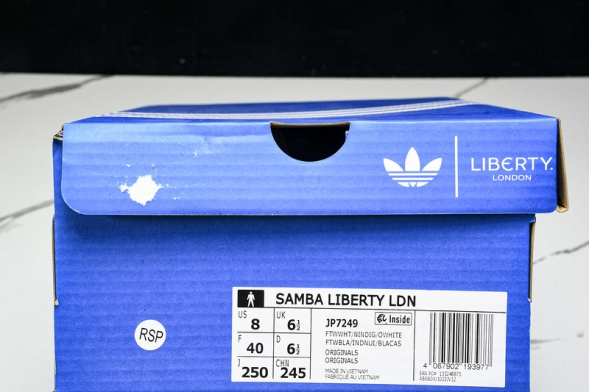 LIBERTY.
LONDON
SAMBA LIBERTY LDN
US 8 UK 6½
F 40 D 6½
J 250 CHN 245
JP7249
Inside
FTWWHT/WINDIG/OWHITE
FTWBLA/INDNUI/BLACAS
ORIGINALS
ORIGINALS
MADE IN VIETNAM
FABRIQUÉ AU VIETNAM
4 067902 193977
RSP